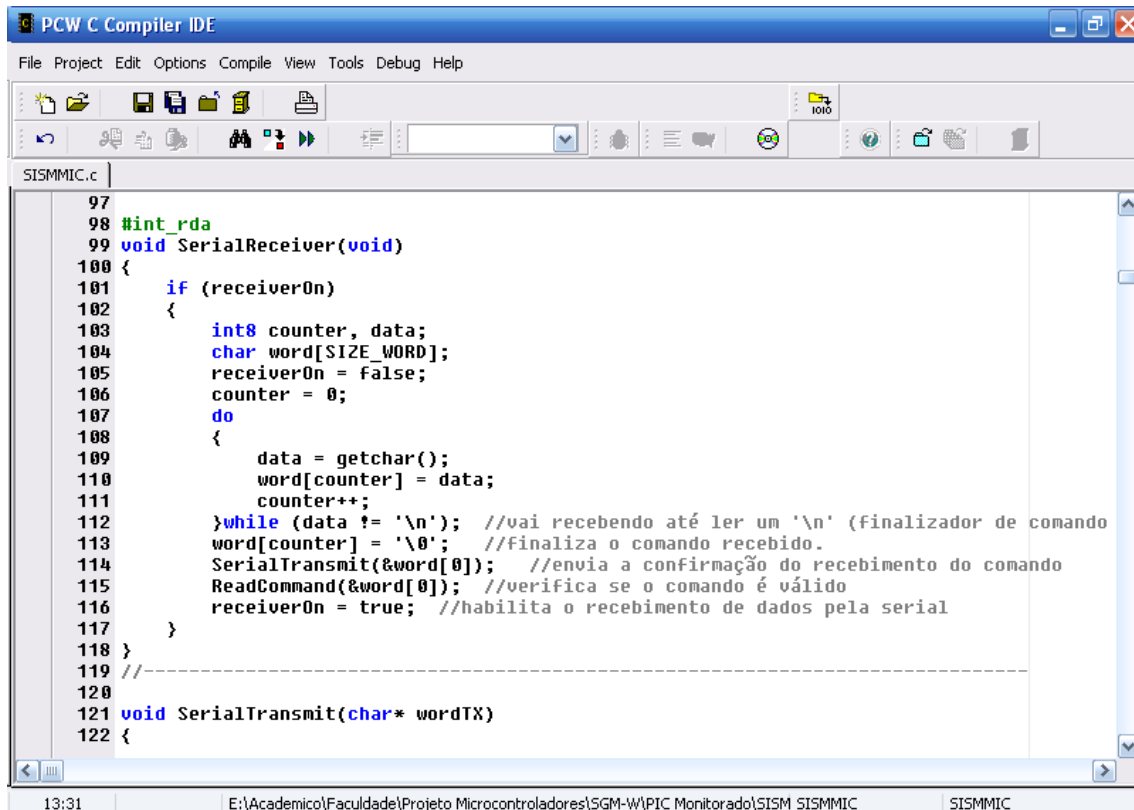 PCW C Compiler IDE
File Project Edit Options Compile View Tools Debug Help
1010
SISMMIC.c
97
98 #int_rda
99 void SerialReceiver(void)
100 {
101 if (receiverOn)
102 {
103 int8 counter, data;
104 char word[SIZE_WORD];
105 receiverOn = false;
106 counter = 0;
107 do
108 {
109 data = getchar();
110 word[counter] = data;
111 counter++;
112 }while (data != '\n'); //vai recebendo até ler um '\n' (finalizador de comando
113 word[counter] = '\0'; //finaliza o comando recebido.
114 SerialTransmit(&word[0]); //envia a confirmação do recebimento do comando
115 ReadCommand(&word[0]); //verifica se o comando é válido
116 receiverOn = true; //habilita o recebimento de dados pela serial
117 }
118 }
119 //------------------------------------------------------------------------------
120
121 void SerialTransmit(char* wordTX)
122 {
13:31 E:\Academico\Faculdade\Projeto Microcontroladores\SGM-W\PIC Monitorado\SISM SISMMIC SISMMIC